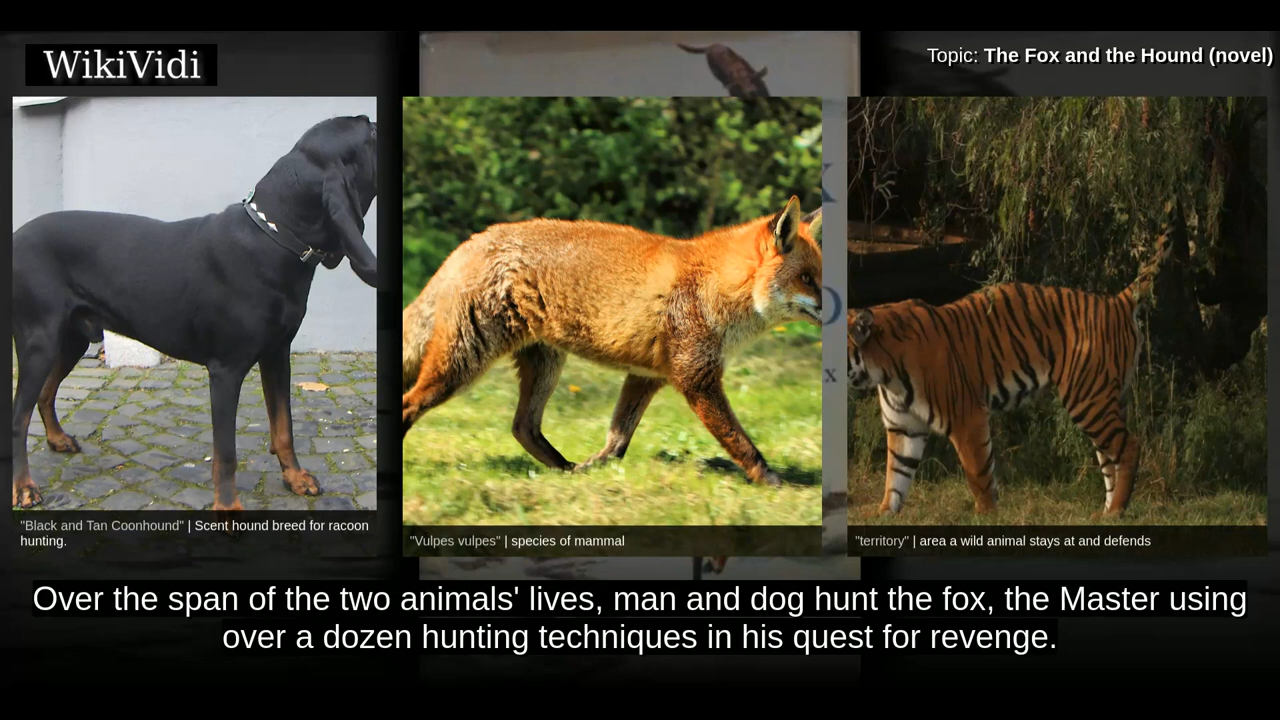 WikiVidi
Topic: The Fox and the Hound (novel)
"Black and Tan Coonhound" | Scent hound breed for racoon
hunting.
"Vulpes vulpes" | species of mammal
"territory" | area a wild animal stays at and defends
X
O
x
Over the span of the two animals' lives, man and dog hunt the fox, the Master using
over a dozen hunting techniques in his quest for revenge.